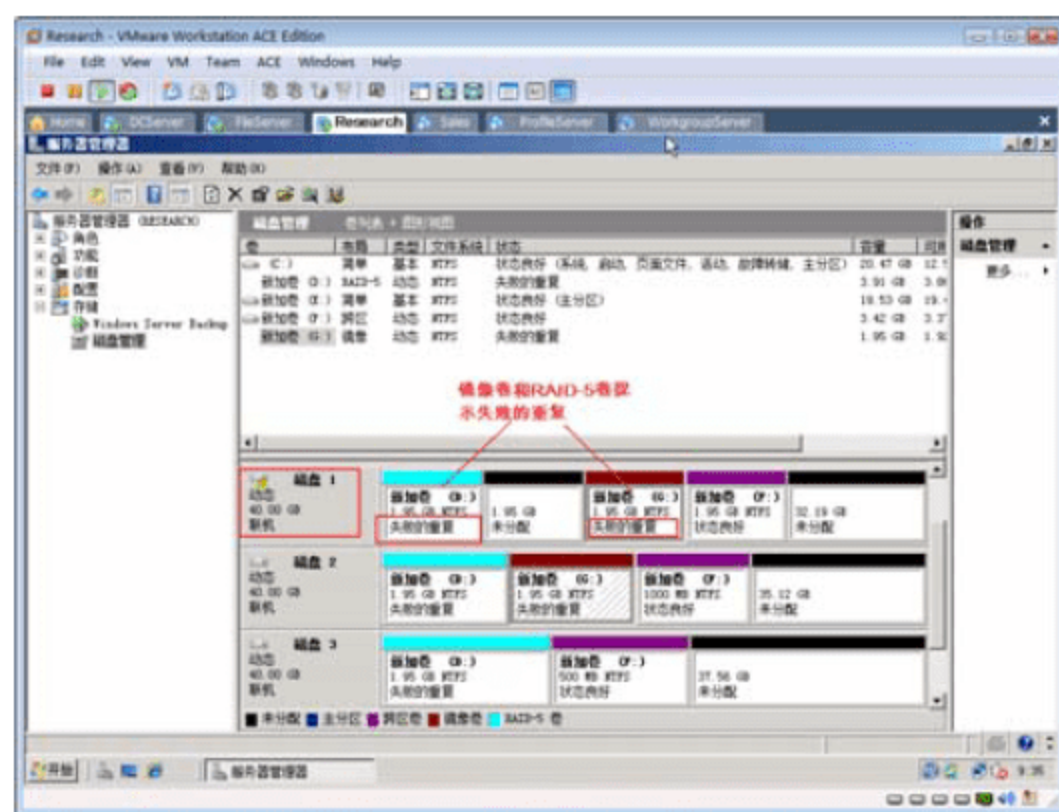 Research - VMware Workstation ACE Edition
File Edit View VM Team ACE Windows Help
Home DCServer FileServer Research Sales ProfileServer WorkgroupServer
服务器管理器
文件(F) 操作(A) 查看(V) 帮助(H)
服务器管理器 (RESEARCH)
角色
功能
诊断
配置
存储
Windows Server Backup
磁盘管理
磁盘管理 卷列表 + 图形视图
卷 布局 类型 文件系统 状态 容量
(C:) 简单 基本 NTFS 状态良好 (系统, 启动, 页面文件, 活动, 故障转储, 主分区) 20.47 GB
新加卷 (D:) RAID-5 动态 NTFS 失败的重复 3.91 GB
新加卷 (E:) 简单 基本 NTFS 状态良好 (主分区) 19.53 GB
新加卷 (F:) 跨区 动态 NTFS 状态良好 3.42 GB
新加卷 (G:) 镜像 动态 NTFS 失败的重复 1.95 GB
操作
磁盘管理
更多...
镜像卷和RAID-5卷提
示失败的重复
磁盘 1
动态
40.00 GB
联机
新加卷 (D:)
1.95 GB NTFS
失败的重复
1.95 GB
未分配
新加卷 (G:)
1.95 GB NTFS
失败的重复
新加卷 (F:)
1.95 GB NTFS
状态良好
32.19 GB
未分配
磁盘 2
动态
40.00 GB
联机
新加卷 (D:)
1.95 GB NTFS
失败的重复
新加卷 (G:)
1.95 GB NTFS
失败的重复
新加卷 (F:)
1000 MB NTFS
状态良好
35.12 GB
未分配
磁盘 3
动态
40.00 GB
联机
新加卷 (D:)
1.95 GB NTFS
失败的重复
新加卷 (F:)
500 MB NTFS
状态良好
37.56 GB
未分配
未分配 主分区 跨区卷 镜像卷 RAID-5 卷
开始 服务器管理器 9:35